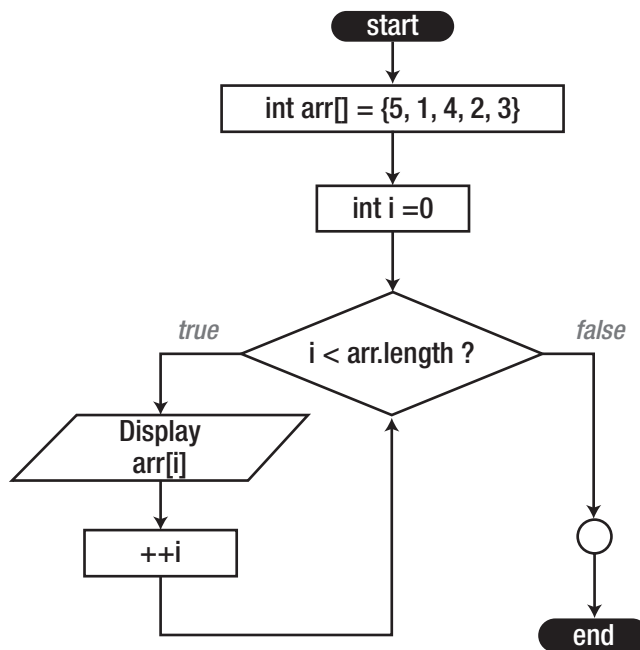 start
int arr[] = {5, 1, 4, 2, 3}
int i =0
i < arr.length ?
true
false
Display
arr[i]
++i
end